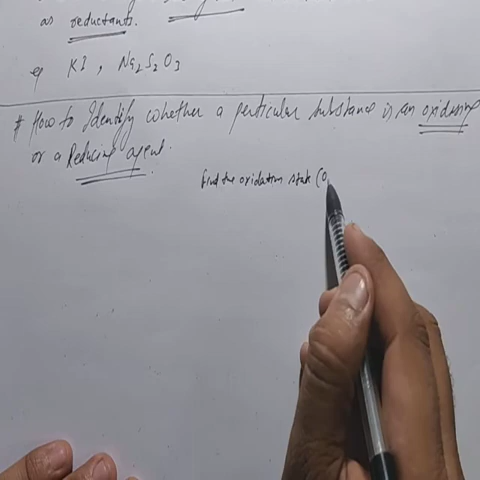 as reductants.
eg KI, Na2S2O3
# How to Identify whether a particular substance is an oxidising
or a Reducing agent.
find the oxidation state (O